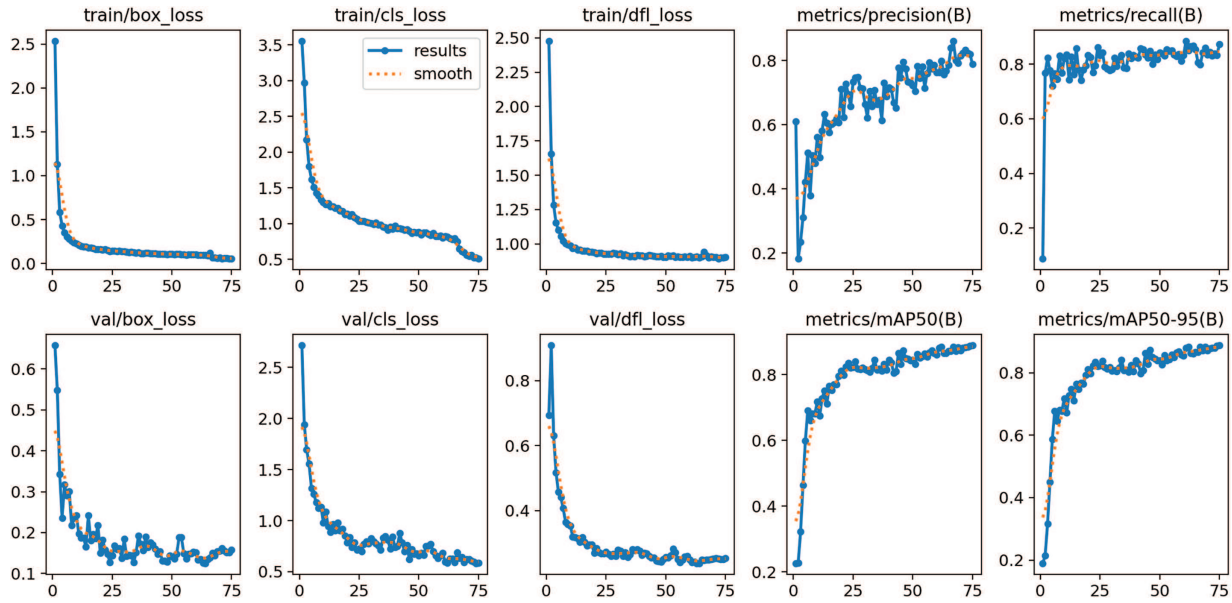 train/box_loss
train/cls_loss
train/dfl_loss
metrics/precision(B)
metrics/recall(B)
2.5
2.0
1.5
1.0
0.5
0.0
0 25 50 75
3.5
3.0
2.5
2.0
1.5
1.0
0.5
results
smooth
0 25 50 75
2.50
2.25
2.00
1.75
1.50
1.25
1.00
0 25 50 75
0.8
0.6
0.4
0.2
0 25 50 75
0.8
0.6
0.4
0.2
0 25 50 75
val/box_loss
val/cls_loss
val/dfl_loss
metrics/mAP50(B)
metrics/mAP50-95(B)
0.6
0.5
0.4
0.3
0.2
0.1
0 25 50 75
2.5
2.0
1.5
1.0
0.5
0 25 50 75
0.8
0.6
0.4
0 25 50 75
0.8
0.6
0.4
0.2
0 25 50 75
0.8
0.6
0.4
0.2
0 25 50 75